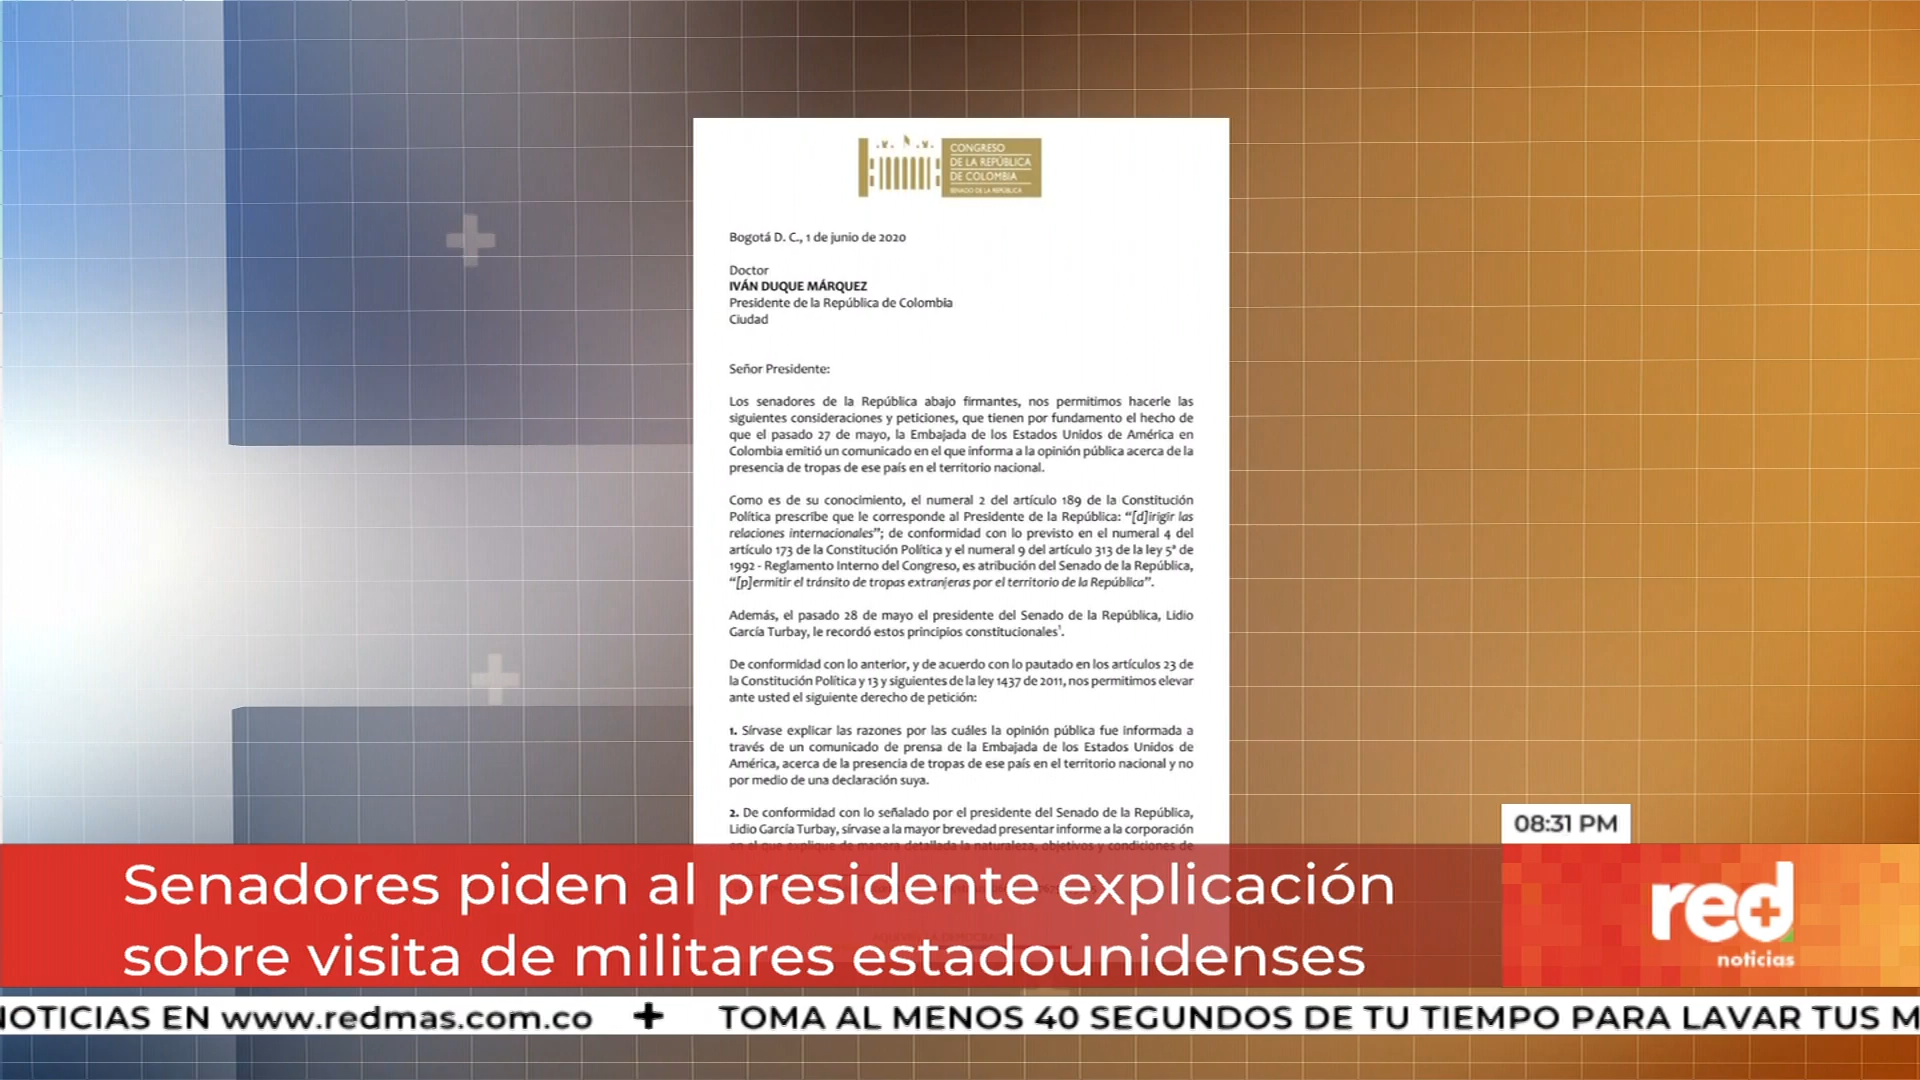 CONGRESO
DE LA REPÚBLICA
DE COLOMBIA
SENADO DE LA REPÚBLICA
Bogotá D. C., 1 de junio de 2020
Doctor
IVÁN DUQUE MÁRQUEZ
Presidente de la República de Colombia
Ciudad
Señor Presidente:
Los senadores de la República abajo firmantes, nos permitimos hacerle las
siguientes consideraciones y peticiones, que tienen por fundamento el hecho de
que el pasado 27 de mayo, la Embajada de los Estados Unidos de América en
Colombia emitió un comunicado en el que informa a la opinión pública acerca de la
presencia de tropas de ese país en el territorio nacional.
Como es de su conocimiento, el numeral 2 del artículo 189 de la Constitución
Política prescribe que le corresponde al Presidente de la República: “[d]irigir las
relaciones internacionales”; de conformidad con lo previsto en el numeral 4 del
artículo 173 de la Constitución Política y el numeral 9 del artículo 313 de la ley 5ª de
1992 - Reglamento Interno del Congreso, es atribución del Senado de la República,
“[p]ermitir el tránsito de tropas extranjeras por el territorio de la República”.
Además, el pasado 28 de mayo el presidente del Senado de la República, Lidio
García Turbay, le recordó estos principios constitucionales¹.
De conformidad con lo anterior, y de acuerdo con lo pautado en los artículos 23 de
la Constitución Política y 13 y siguientes de la ley 1437 de 2011, nos permitimos elevar
ante usted el siguiente derecho de petición:
1. Sírvase explicar las razones por las cuáles la opinión pública fue informada a
través de un comunicado de prensa de la Embajada de los Estados Unidos de
América, acerca de la presencia de tropas de ese país en el territorio nacional y no
por medio de una declaración suya.
2. De conformidad con lo señalado por el presidente del Senado de la República,
Lidio García Turbay, sírvase a la mayor brevedad presentar informe a la corporación
en el que explique de manera detallada la naturaleza, objetivos y condiciones de
08:31 PM
Senadores piden al presidente explicación
sobre visita de militares estadounidenses
red+
noticias
NOTICIAS EN www.redmas.com.co + TOMA AL MENOS 40 SEGUNDOS DE TU TIEMPO PARA LAVAR TUS M